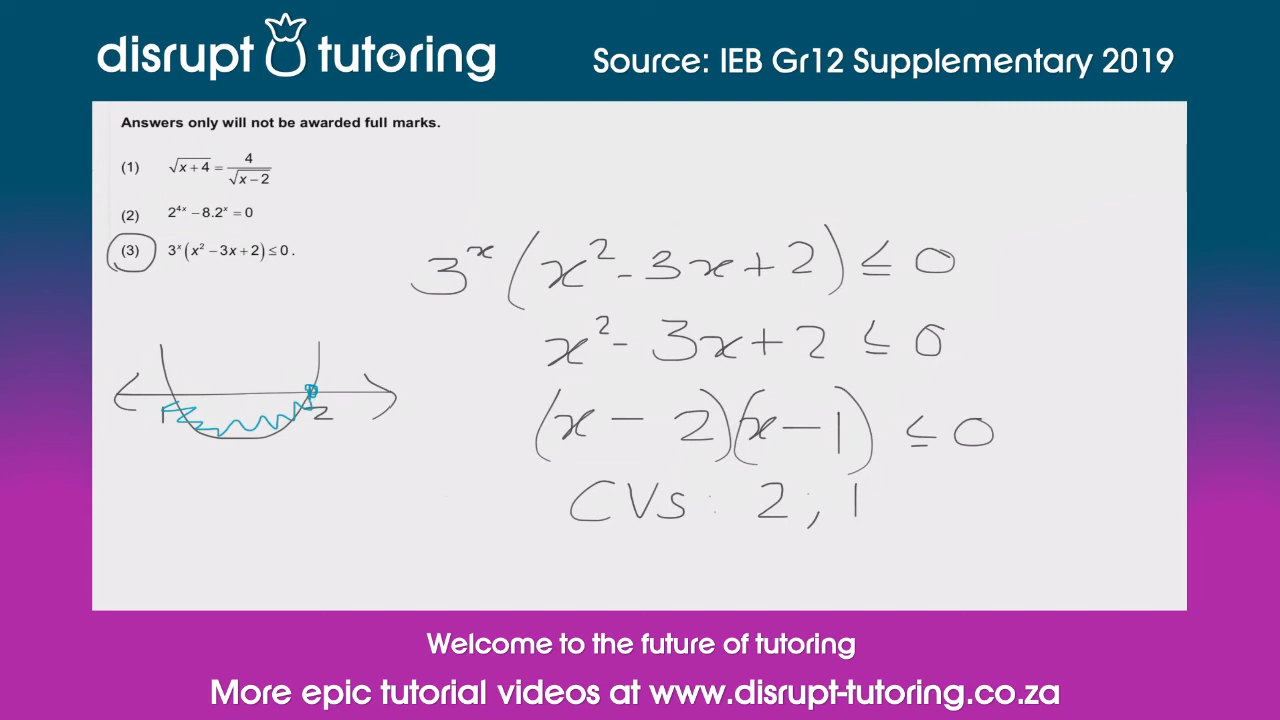 disrupt tutoring
Source: IEB Gr12 Supplementary 2019
Answers only will not be awarded full marks.
(1) √(x + 4) = 4/√(x − 2)
(2) 2^{4x} − 8.2^x = 0
(3) 3^x (x² − 3x + 2) ≤ 0.
3^x (x² - 3x + 2) ≤ 0
x² - 3x + 2 ≤ 0
(x − 2)(x − 1) ≤ 0
CVs : 2 ; 1
1 2
Welcome to the future of tutoring
More epic tutorial videos at www.disrupt-tutoring.co.za